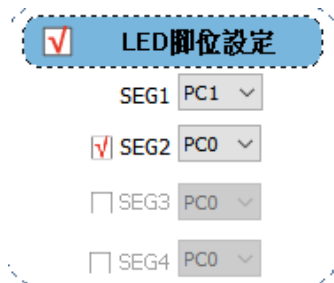 LED腳位設定
SEG1 PC1
SEG2 PC0
SEG3 PC0
SEG4 PC0